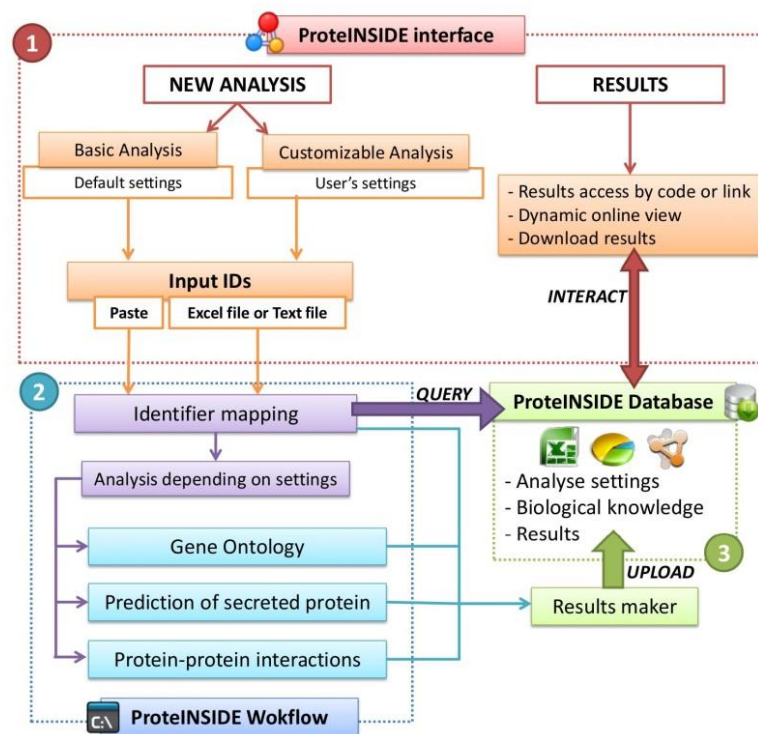 1
ProteINSIDE interface
NEW ANALYSIS
RESULTS
Basic Analysis
Default settings
Customizable Analysis
User's settings
- Results access by code or link
- Dynamic online view
- Download results
Input IDs
Paste
Excel file or Text file
INTERACT
2
Identifier mapping
QUERY
ProteINSIDE Database
Analysis depending on settings
- Analyse settings
- Biological knowledge
- Results
3
Gene Ontology
Prediction of secreted protein
Protein-protein interactions
UPLOAD
Results maker
C:\
ProteINSIDE Wokflow